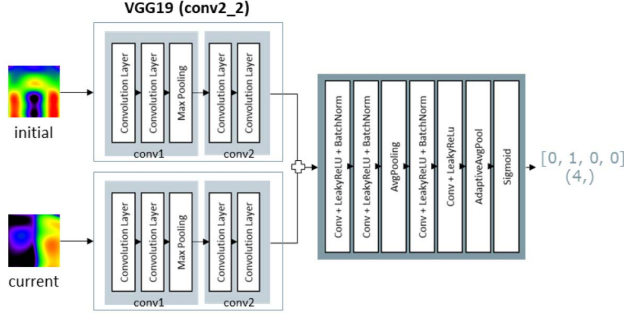 VGG19 (conv2_2)
initial
Convolution Layer
Convolution Layer
Max Pooling
Convolution Layer
Convolution Layer
conv1
conv2
current
Convolution Layer
Convolution Layer
Max Pooling
Convolution Layer
Convolution Layer
conv1
conv2
Conv + LeakyReLU + BatchNorm
Conv + LeakyReLU + BatchNorm
AvgPooling
Conv + LeakyReLU + BatchNorm
Conv + LeakyReLu
AdaptiveAvgPool
Sigmoid
[0, 1, 0, 0]
(4,)